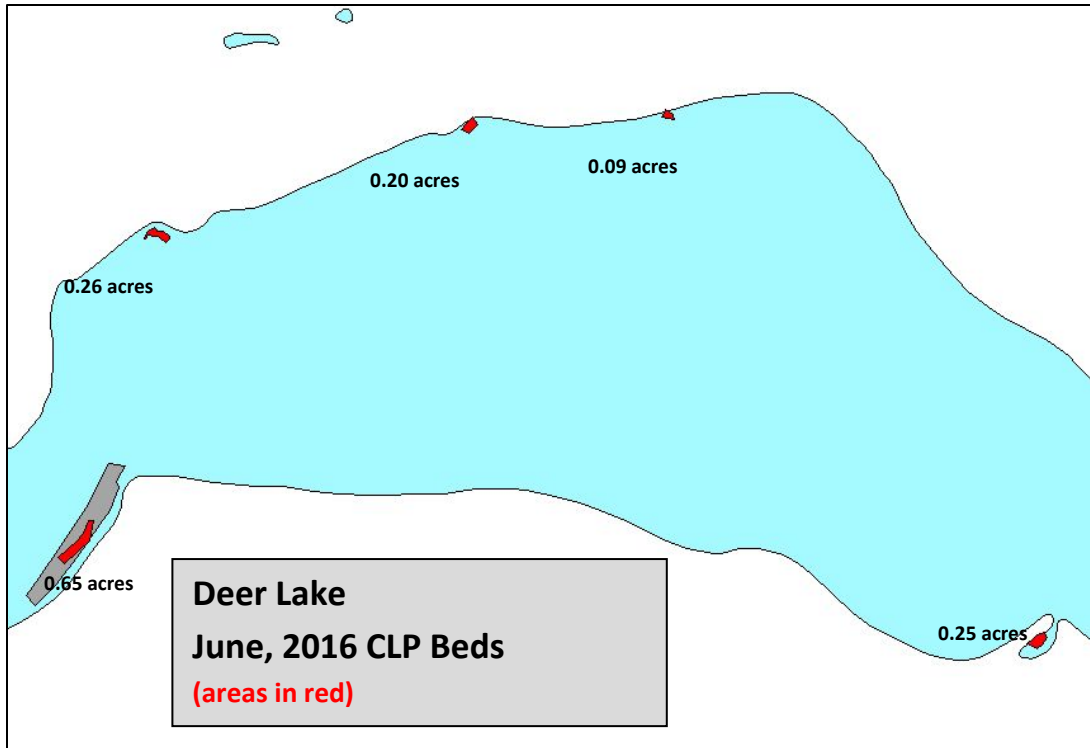 0.20 acres
0.09 acres
0.26 acres
0.65 acres
0.25 acres
Deer Lake
June, 2016 CLP Beds
(areas in red)